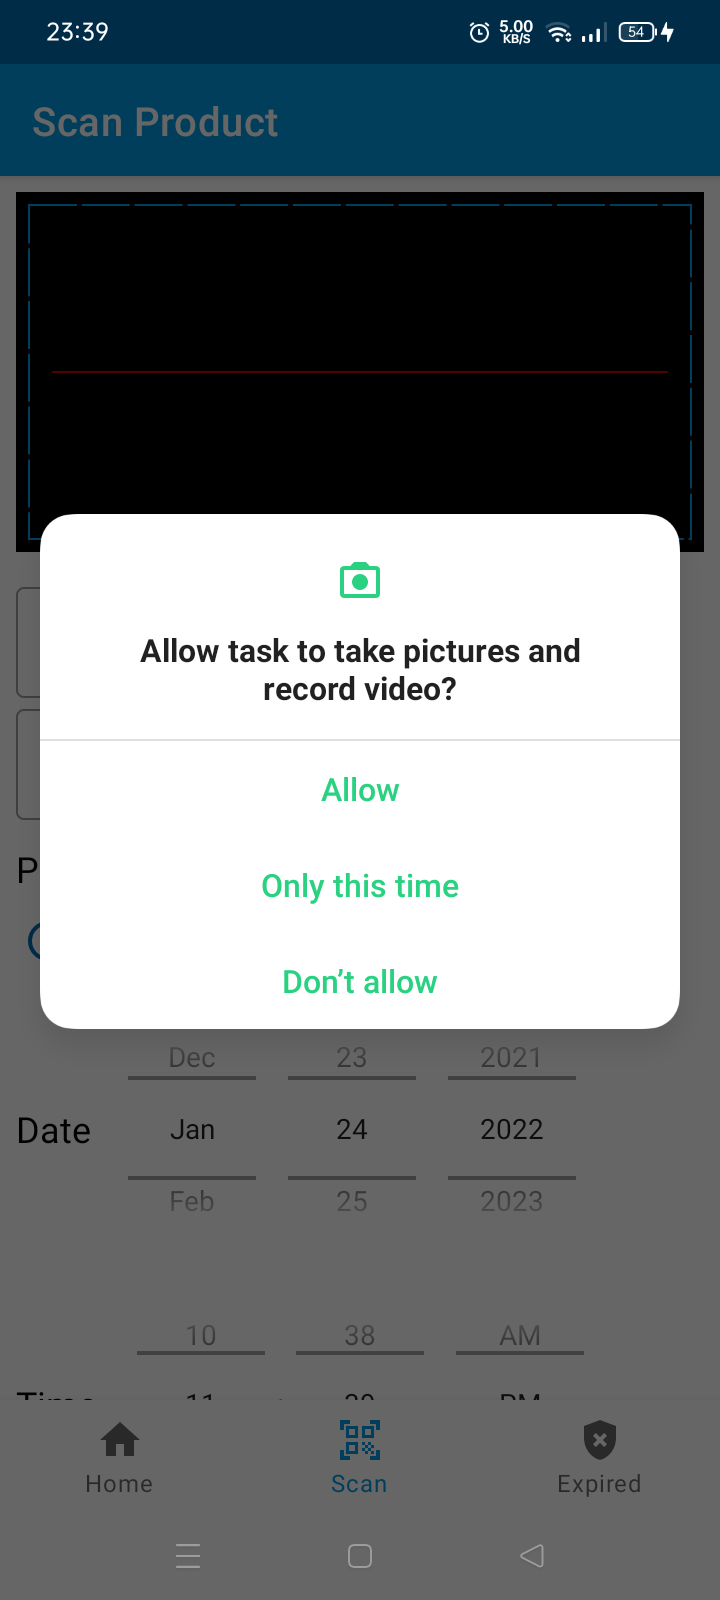 23:39
5.00
KB/S
54
Scan Product
Allow task to take pictures and
record video?
Allow
Only this time
Don’t allow
P
Dec 23 2021
Date Jan 24 2022
Feb 25 2023
10 38 AM
Home Scan Expired